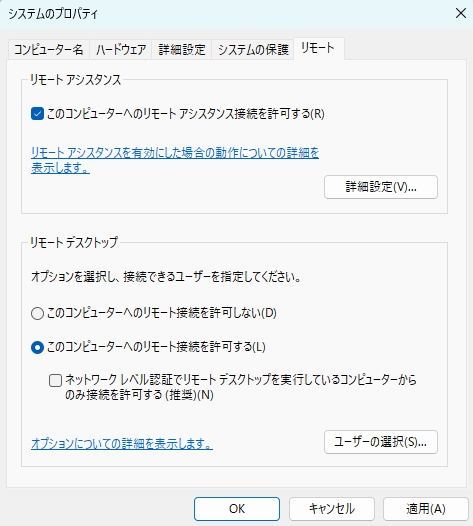 システムのプロパティ
コンピューター名 ハードウェア 詳細設定 システムの保護 リモート
リモート アシスタンス
このコンピューターへのリモート アシスタンス接続を許可する(R)
リモート アシスタンスを有効にした場合の動作についての詳細を
表示します。
詳細設定(V)...
リモート デスクトップ
オプションを選択し、接続できるユーザーを指定してください。
このコンピューターへのリモート接続を許可しない(D)
このコンピューターへのリモート接続を許可する(L)
ネットワーク レベル認証でリモート デスクトップを実行しているコンピューターから
のみ接続を許可する (推奨)(N)
オプションについての詳細を表示します。
ユーザーの選択(S)...
OK キャンセル 適用(A)